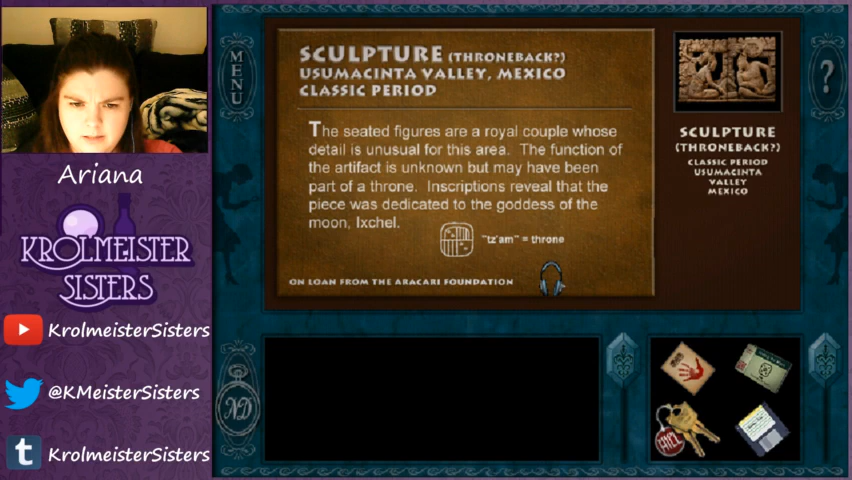 Ariana
KROLMEISTER
SISTERS
KrolmeisterSisters
@KMeisterSisters
t
KrolmeisterSisters
MENU
SCULPTURE (THRONEBACK?)
USUMACINTA VALLEY, MEXICO
CLASSIC PERIOD
The seated figures are a royal couple whose
detail is unusual for this area. The function of
the artifact is unknown but may have been
part of a throne. Inscriptions reveal that the
piece was dedicated to the goddess of the
moon, Ixchel.
"tz'am" = throne
ON LOAN FROM THE ARACARI FOUNDATION
SCULPTURE
(THRONEBACK?)
CLASSIC PERIOD
USUMACINTA
VALLEY
MEXICO
?
ND